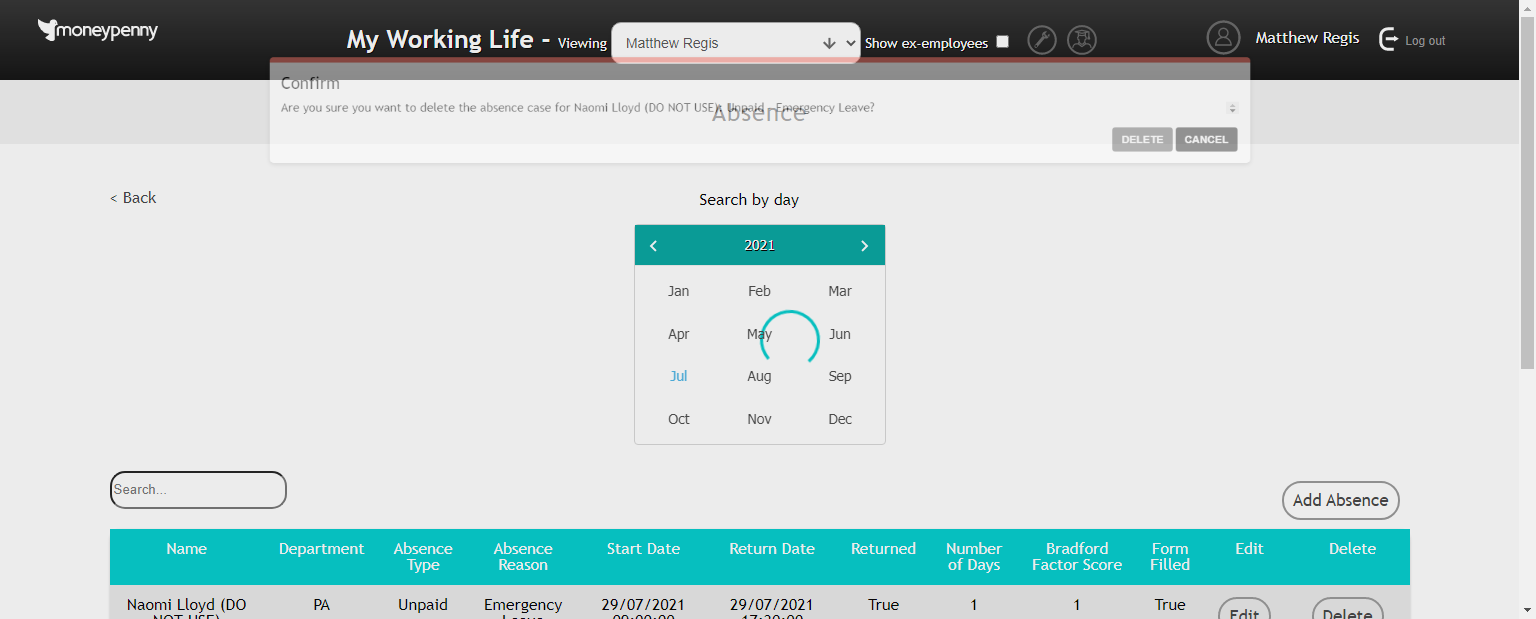 moneypenny
My Working Life - Viewing Matthew Regis Show ex-employees
Matthew Regis Log out
Confirm
Are you sure you want to delete the absence case for Naomi Lloyd (DO NOT USE): Unpaid - Emergency Leave?
Absence
DELETE CANCEL
< Back
Search by day
2021
Jan Feb Mar
Apr May Jun
Jul Aug Sep
Oct Nov Dec
Search...
Add Absence
Name Department Absence Absence Start Date Return Date Returned Number Bradford Form Edit Delete
Type Reason of Days Factor Score Filled
Naomi Lloyd (DO PA Unpaid Emergency 29/07/2021 29/07/2021 True 1 1 True Edit Delete